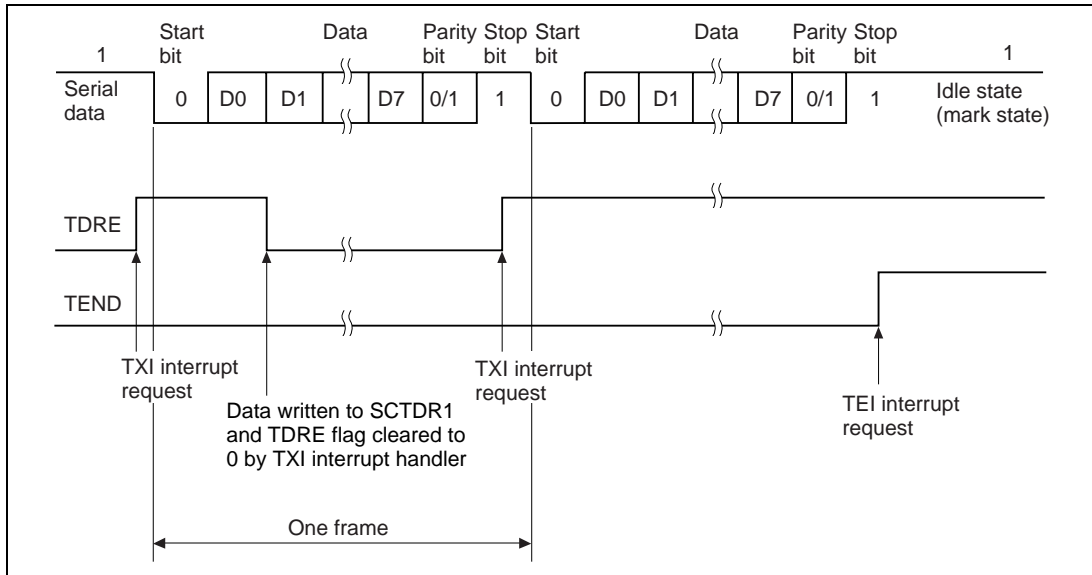 Start bit
Data
Parity bit
Stop bit
Start bit
Data
Parity bit
Stop bit
1
1
Serial data
0
D0
D1
D7
0/1
1
0
D0
D1
D7
0/1
1
Idle state
(mark state)
TDRE
TEND
TXI interrupt
request
Data written to SCTDR1
and TDRE flag cleared to
0 by TXI interrupt handler
TXI interrupt
request
TEI interrupt
request
One frame